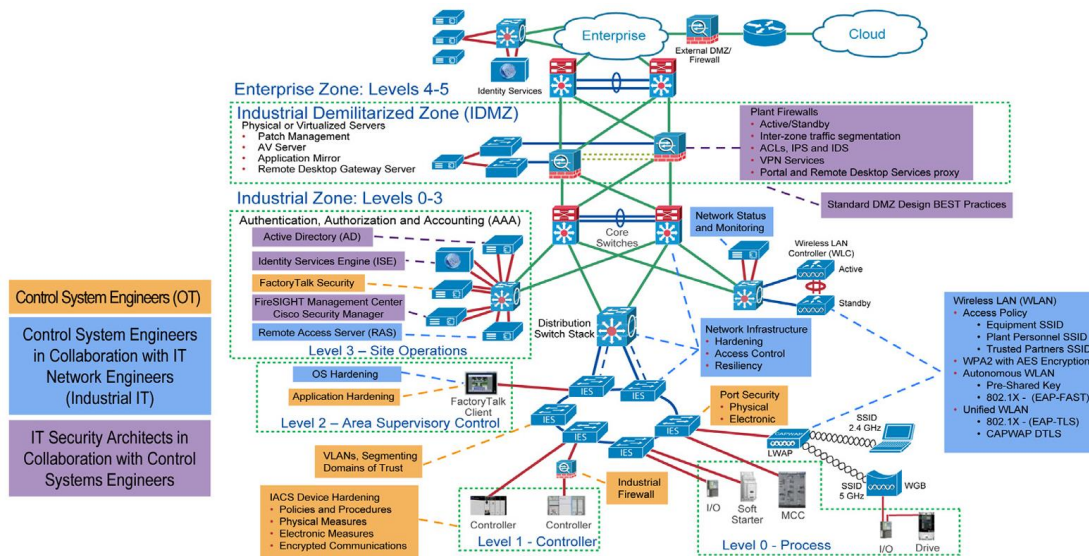 Enterprise
External DMZ/
Firewall
Cloud
Identity Services
Enterprise Zone: Levels 4-5
Industrial Demilitarized Zone (IDMZ)
Physical or Virtualized Servers
• Patch Management
• AV Server
• Application Mirror
• Remote Desktop Gateway Server
Plant Firewalls
• Active/Standby
• Inter-zone traffic segmentation
• ACLs, IPS and IDS
• VPN Services
• Portal and Remote Desktop Services proxy
Standard DMZ Design BEST Practices
Industrial Zone: Levels 0-3
Authentication, Authorization and Accounting (AAA)
Active Directory (AD)
Identity Services Engine (ISE)
FactoryTalk Security
FireSIGHT Management Center
Cisco Security Manager
Remote Access Server (RAS)
Level 3 – Site Operations
Core
Switches
Network Status
and Monitoring
Wireless LAN
Controller (WLC)
Active
Standby
Distribution
Switch Stack
Network Infrastructure
• Hardening
• Access Control
• Resiliency
Wireless LAN (WLAN)
• Access Policy
• Equipment SSID
• Plant Personnel SSID
• Trusted Partners SSID
• WPA2 with AES Encryption
• Autonomous WLAN
• Pre-Shared Key
• 802.1X - (EAP-FAST)
• Unified WLAN
• 802.1X - (EAP-TLS)
• CAPWAP DTLS
Control System Engineers (OT)
Control System Engineers
in Collaboration with IT
Network Engineers
(Industrial IT)
IT Security Architects in
Collaboration with Control
Systems Engineers
OS Hardening
Application Hardening
FactoryTalk
Client
Level 2 – Area Supervisory Control
IES
IES
IES
IES
IES
IES
Port Security
• Physical
• Electronic
VLANs, Segmenting
Domains of Trust
CAPWAP
LWAP
SSID
2.4 GHz
SSID
5 GHz
WGB
Industrial
Firewall
IACS Device Hardening
• Policies and Procedures
• Physical Measures
• Electronic Measures
• Encrypted Communications
Controller
Controller
Level 1 - Controller
I/O
Soft
Starter
MCC
Level 0 - Process
I/O
Drive